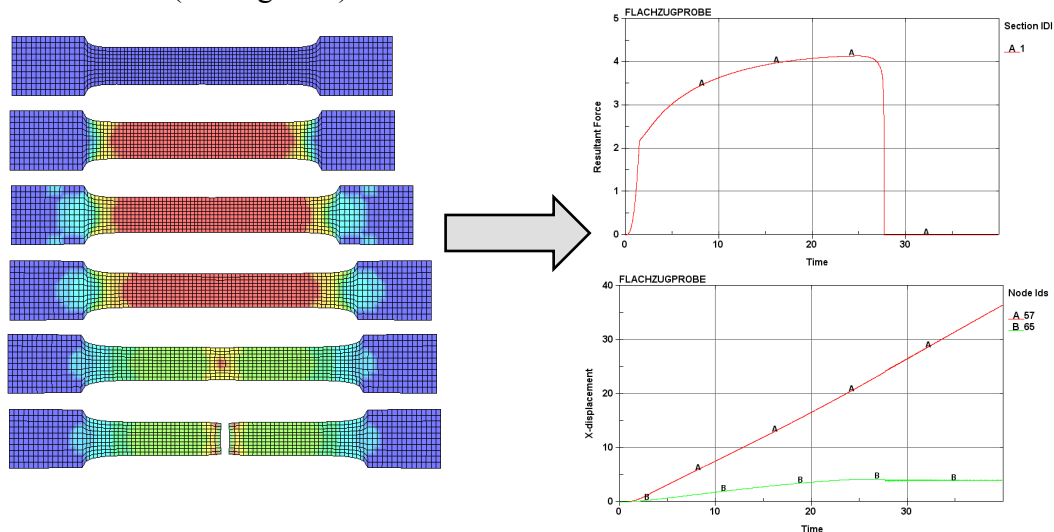 FLACHZUGPROBE
Section IDI
A 1
5
4
3
2
1
0
Resultant Force
A
A
A
A
0
10
20
30
Time
FLACHZUGPROBE
Node Ids
A 57
B 65
40
30
20
10
0
X-displacement
A
A
A
A
B
B
B
B
B
0
10
20
30
Time